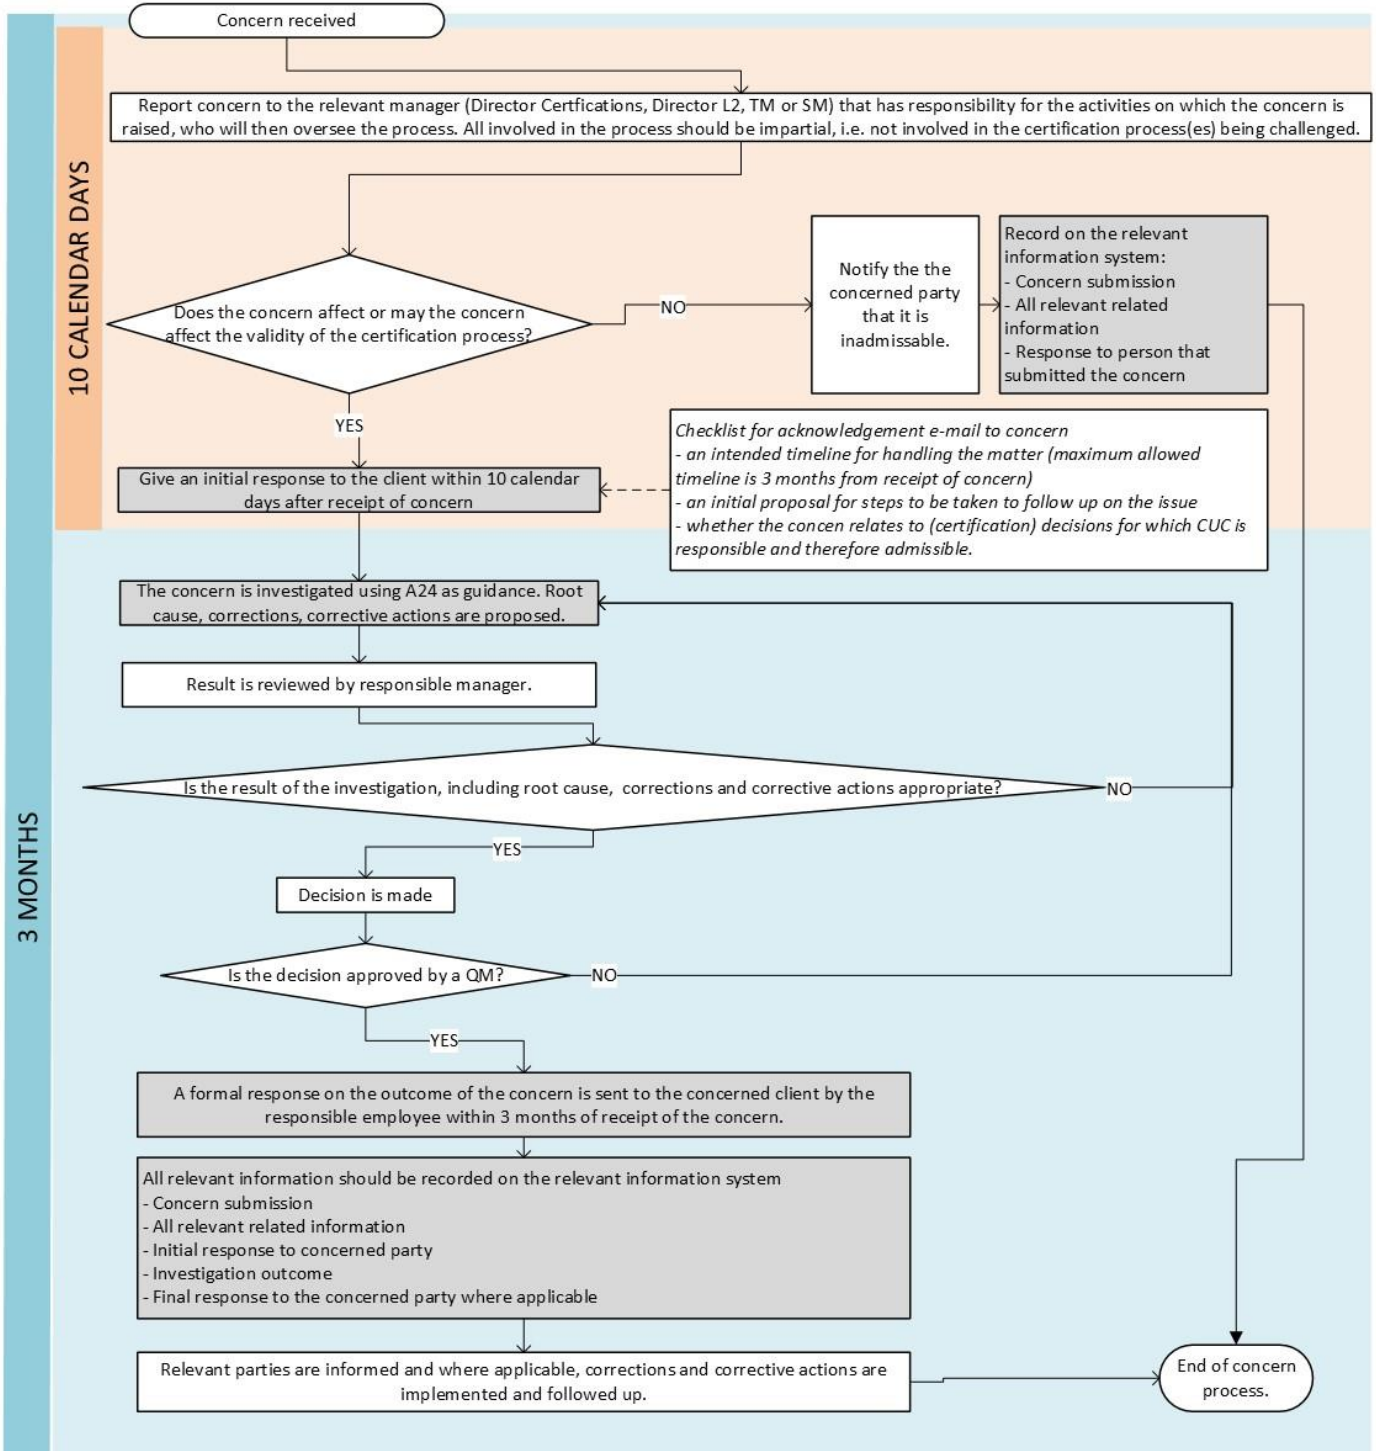 Concern received
Report concern to the relevant manager (Director Certfications, Director L2, TM or SM) that has responsibility for the activities on which the concern is
raised, who will then oversee the process. All involved in the process should be impartial, i.e. not involved in the certification process(es) being challenged.
10 CALENDAR DAYS
Does the concern affect or may the concern
affect the validity of the certification process?
NO
Notify the the
concerned party
that it is
inadmissable.
Record on the relevant
information system:
- Concern submission
- All relevant related
information
- Response to person that
submitted the concern
YES
Give an initial response to the client within 10 calendar
days after receipt of concern
Checklist for acknowledgement e-mail to concern
- an intended timeline for handling the matter (maximum allowed
timeline is 3 months from receipt of concern)
- an initial proposal for steps to be taken to follow up on the issue
- whether the concen relates to (certification) decisions for which CUC is
responsible and therefore admissible.
3 MONTHS
The concern is investigated using A24 as guidance. Root
cause, corrections, corrective actions are proposed.
Result is reviewed by responsible manager.
Is the result of the investigation, including root cause, corrections and corrective actions appropriate?
NO
YES
Decision is made
Is the decision approved by a QM?
NO
YES
A formal response on the outcome of the concern is sent to the concerned client by the
responsible employee within 3 months of receipt of the concern.
All relevant information should be recorded on the relevant information system
- Concern submission
- All relevant related information
- Initial response to concerned party
- Investigation outcome
- Final response to the concerned party where applicable
Relevant parties are informed and where applicable, corrections and corrective actions are
implemented and followed up.
End of concern
process.